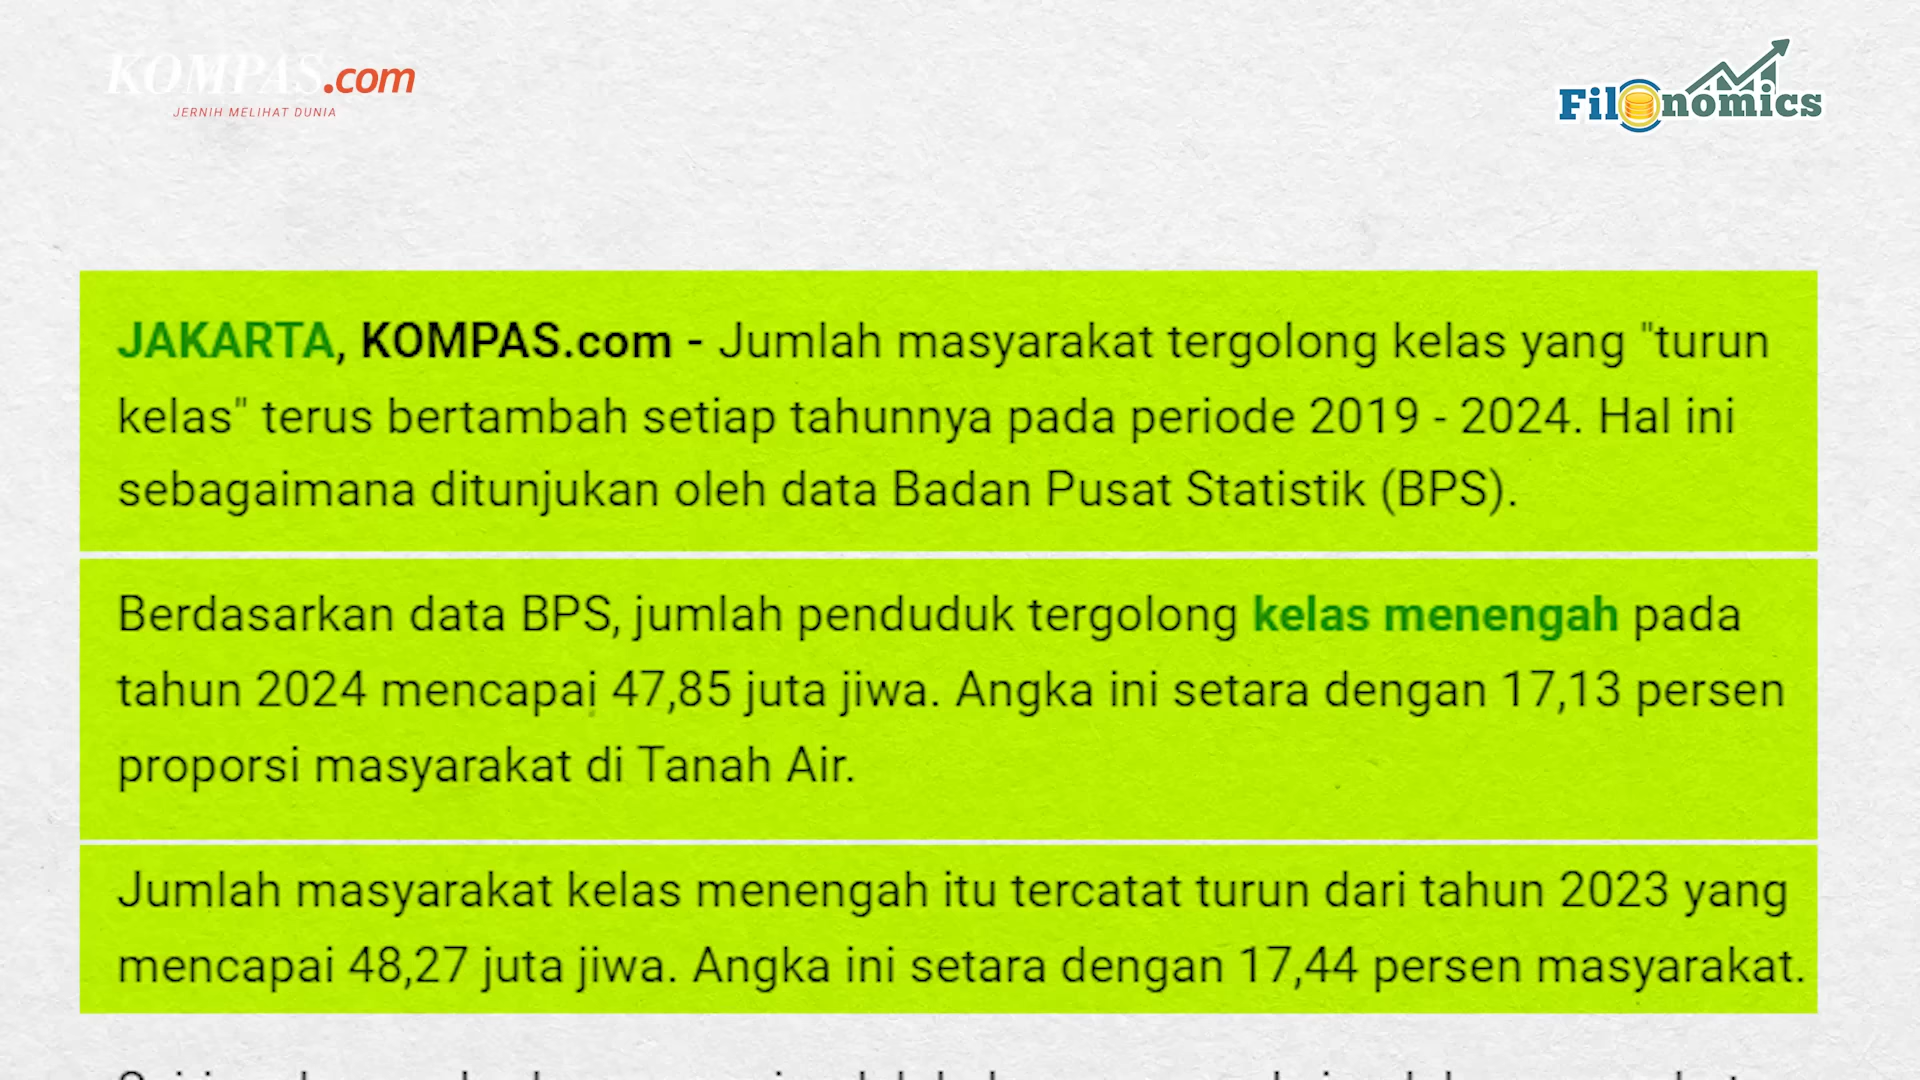 KOMPAS.com
JERNIH MELIHAT DUNIA
Filonomics
JAKARTA, KOMPAS.com - Jumlah masyarakat tergolong kelas yang "turun
kelas" terus bertambah setiap tahunnya pada periode 2019 - 2024. Hal ini
sebagaimana ditunjukan oleh data Badan Pusat Statistik (BPS).
Berdasarkan data BPS, jumlah penduduk tergolong kelas menengah pada
tahun 2024 mencapai 47,85 juta jiwa. Angka ini setara dengan 17,13 persen
proporsi masyarakat di Tanah Air.
Jumlah masyarakat kelas menengah itu tercatat turun dari tahun 2023 yang
mencapai 48,27 juta jiwa. Angka ini setara dengan 17,44 persen masyarakat.